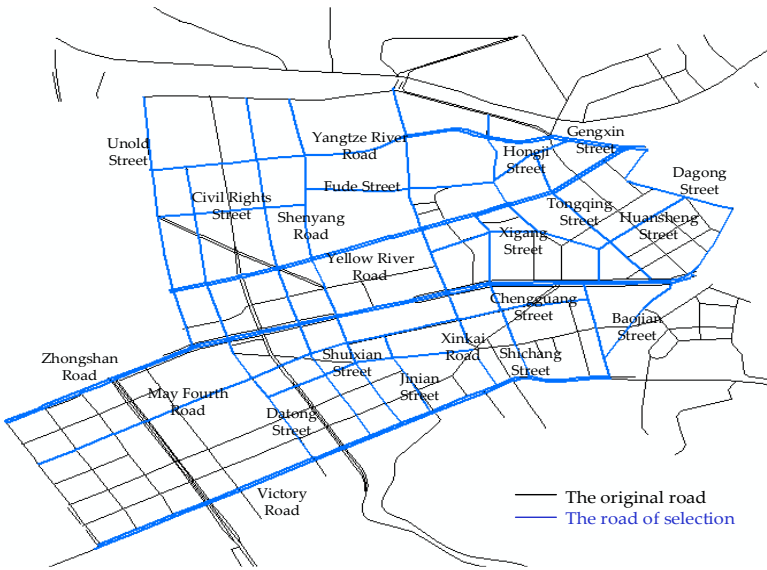 Unold
Street
Yangtze River
Road
Gengxin
Street
Hongji
Street
Dagong
Street
Fude Street
Civil Rights
Street
Shenyang
Road
Tongqing
Street
Huansheng
Street
Xigang
Street
Yellow River
Road
Chengguang
Street
Baojian
Street
Zhongshan
Road
Shuixian
Street
Xinkai
Road
Shichang
Street
May Fourth
Road
Jinian
Street
Datong
Street
Victory
Road
The original road
The road of selection